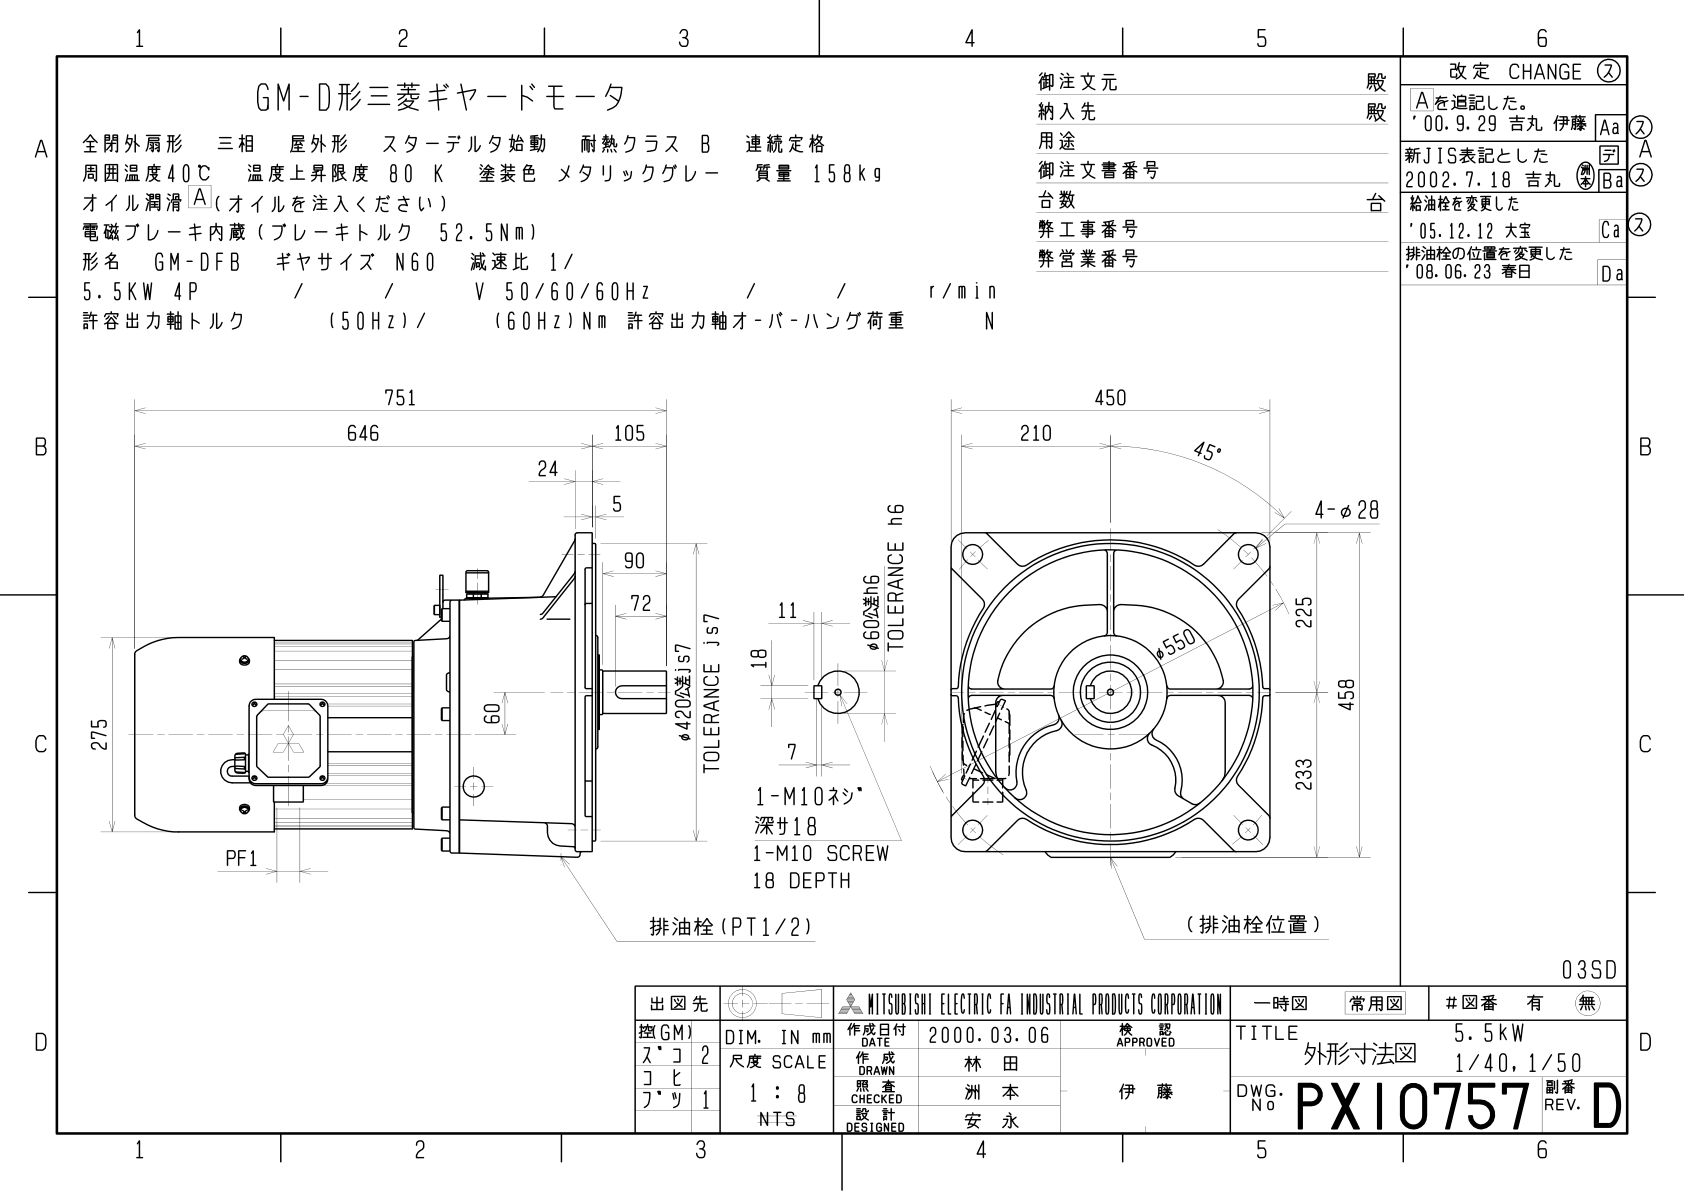 1 2 3 4 5 6
A
B
C
D
GM-D形三菱ギヤードモータ
全閉外扇形 三相 屋外形 スターデルタ始動 耐熱クラス B 連続定格
周囲温度40℃ 温度上昇限度 80 K 塗装色 メタリックグレー 質量 158kg
オイル潤滑 A (オイルを注入ください)
電磁ブレーキ内蔵(ブレーキトルク 52.5Nm)
形名 GM-DFB ギヤサイズ N60 減速比 1/
5.5KW 4P / / V 50/60/60Hz / / r/min
許容出力軸トルク (50Hz)/ (60Hz)Nm 許容出力軸オ-バ-ハング荷重 N
御注文元 殿
納入先 殿
用途
御注文書番号
台数 台
弊工事番号
弊営業番号
改定 CHANGE ス
A を追記した。
'00.9.29 吉丸 伊藤 Aa ス
新JIS表記とした デ A
2002.7.18 吉丸 洲本 Ba ス
給油栓を変更した
'05.12.12 大宝 Ca ス
排油栓の位置を変更した
'08.06.23 春日 Da
751
646 105
24
5
90
72
275
60
PF1
φ420公差js7
TOLERANCE js7
排油栓(PT1/2)
11
18
7
φ60公差h6
TOLERANCE h6
1-M10ネジ
深サ18
1-M10 SCREW
18 DEPTH
450
210
45°
4-φ28
φ550
225
458
233
(排油栓位置)
03SD
出図先
控(GM)
ズコ 2
コヒ
ブツ 1
DIM. IN mm
尺度 SCALE
1 : 8
NTS
MITSUBISHI ELECTRIC FA INDUSTRIAL PRODUCTS CORPORATION
作成日付 DATE 2000.03.06
作成 DRAWN 林田
照査 CHECKED 洲本
設計 DESIGNED 安永
検認 APPROVED
伊藤
一時図 常用図 #図番 有 無
TITLE
外形寸法図
5.5kW
1/40,1/50
DWG. No PX10757
副番 REV. D
A
B
C
D
1 2 3 4 5 6